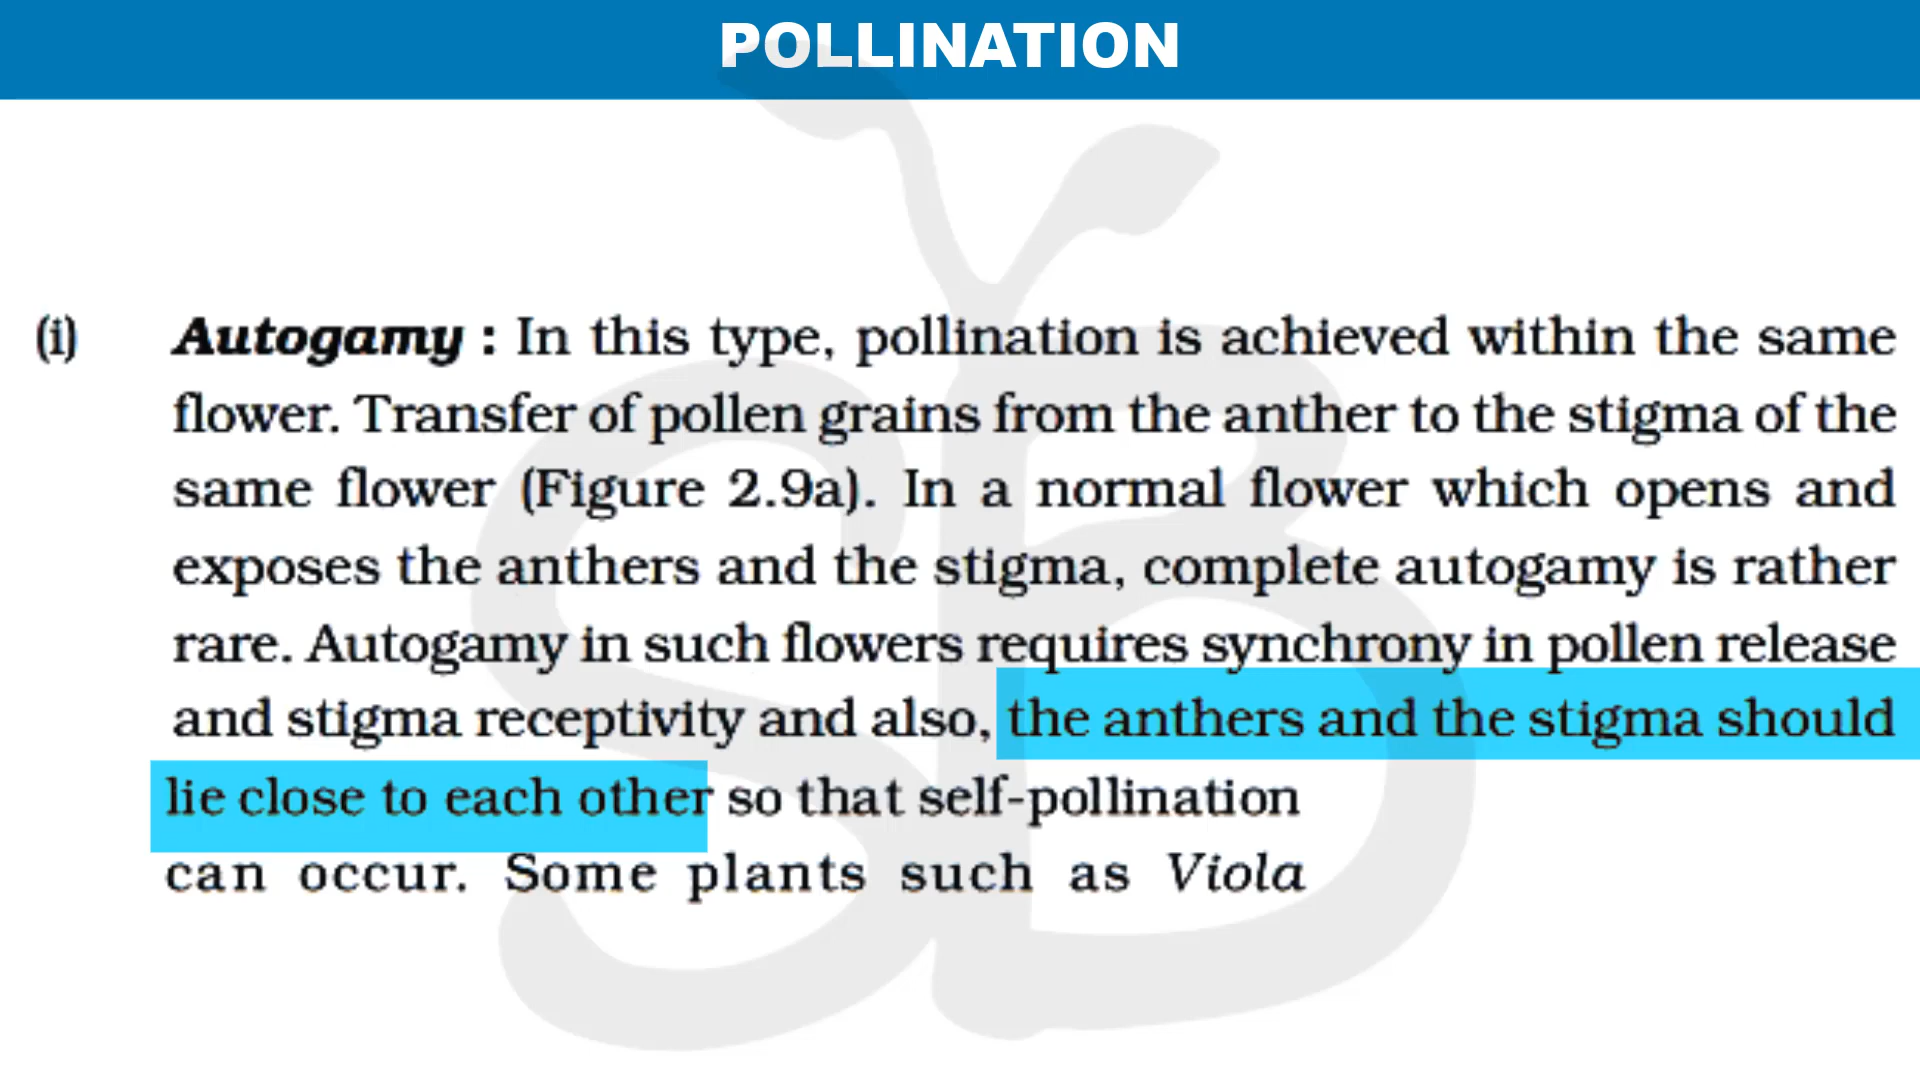 POLLINATION
(i) Autogamy : In this type, pollination is achieved within the same
flower. Transfer of pollen grains from the anther to the stigma of the
same flower (Figure 2.9a). In a normal flower which opens and
exposes the anthers and the stigma, complete autogamy is rather
rare. Autogamy in such flowers requires synchrony in pollen release
and stigma receptivity and also, the anthers and the stigma should
lie close to each other so that self-pollination
can occur. Some plants such as Viola
SB